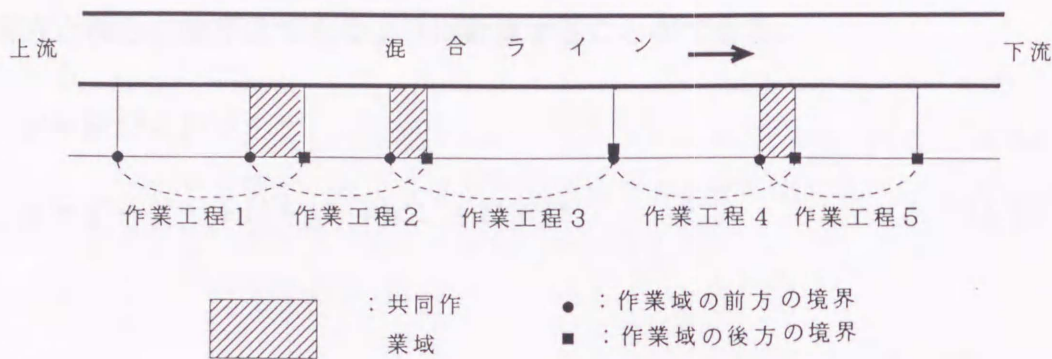 上流 混合ライン 下流
作業工程1 作業工程2 作業工程3 作業工程4 作業工程5
：共同作
業域
：作業域の前方の境界
：作業域の後方の境界